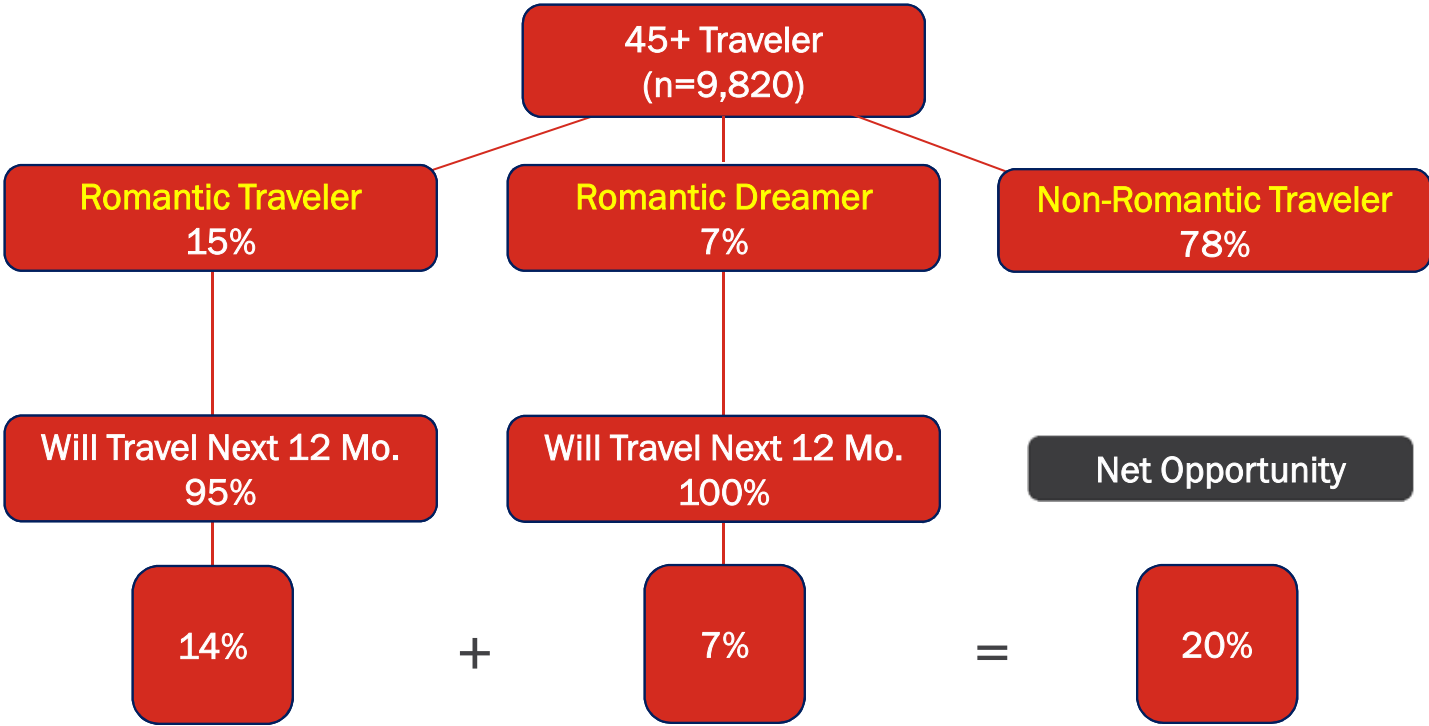 45+ Traveler
(n=9,820)
Romantic Traveler
15%
Romantic Dreamer
7%
Non-Romantic Traveler
78%
Will Travel Next 12 Mo.
95%
Will Travel Next 12 Mo.
100%
Net Opportunity
14%
+
7%
=
20%